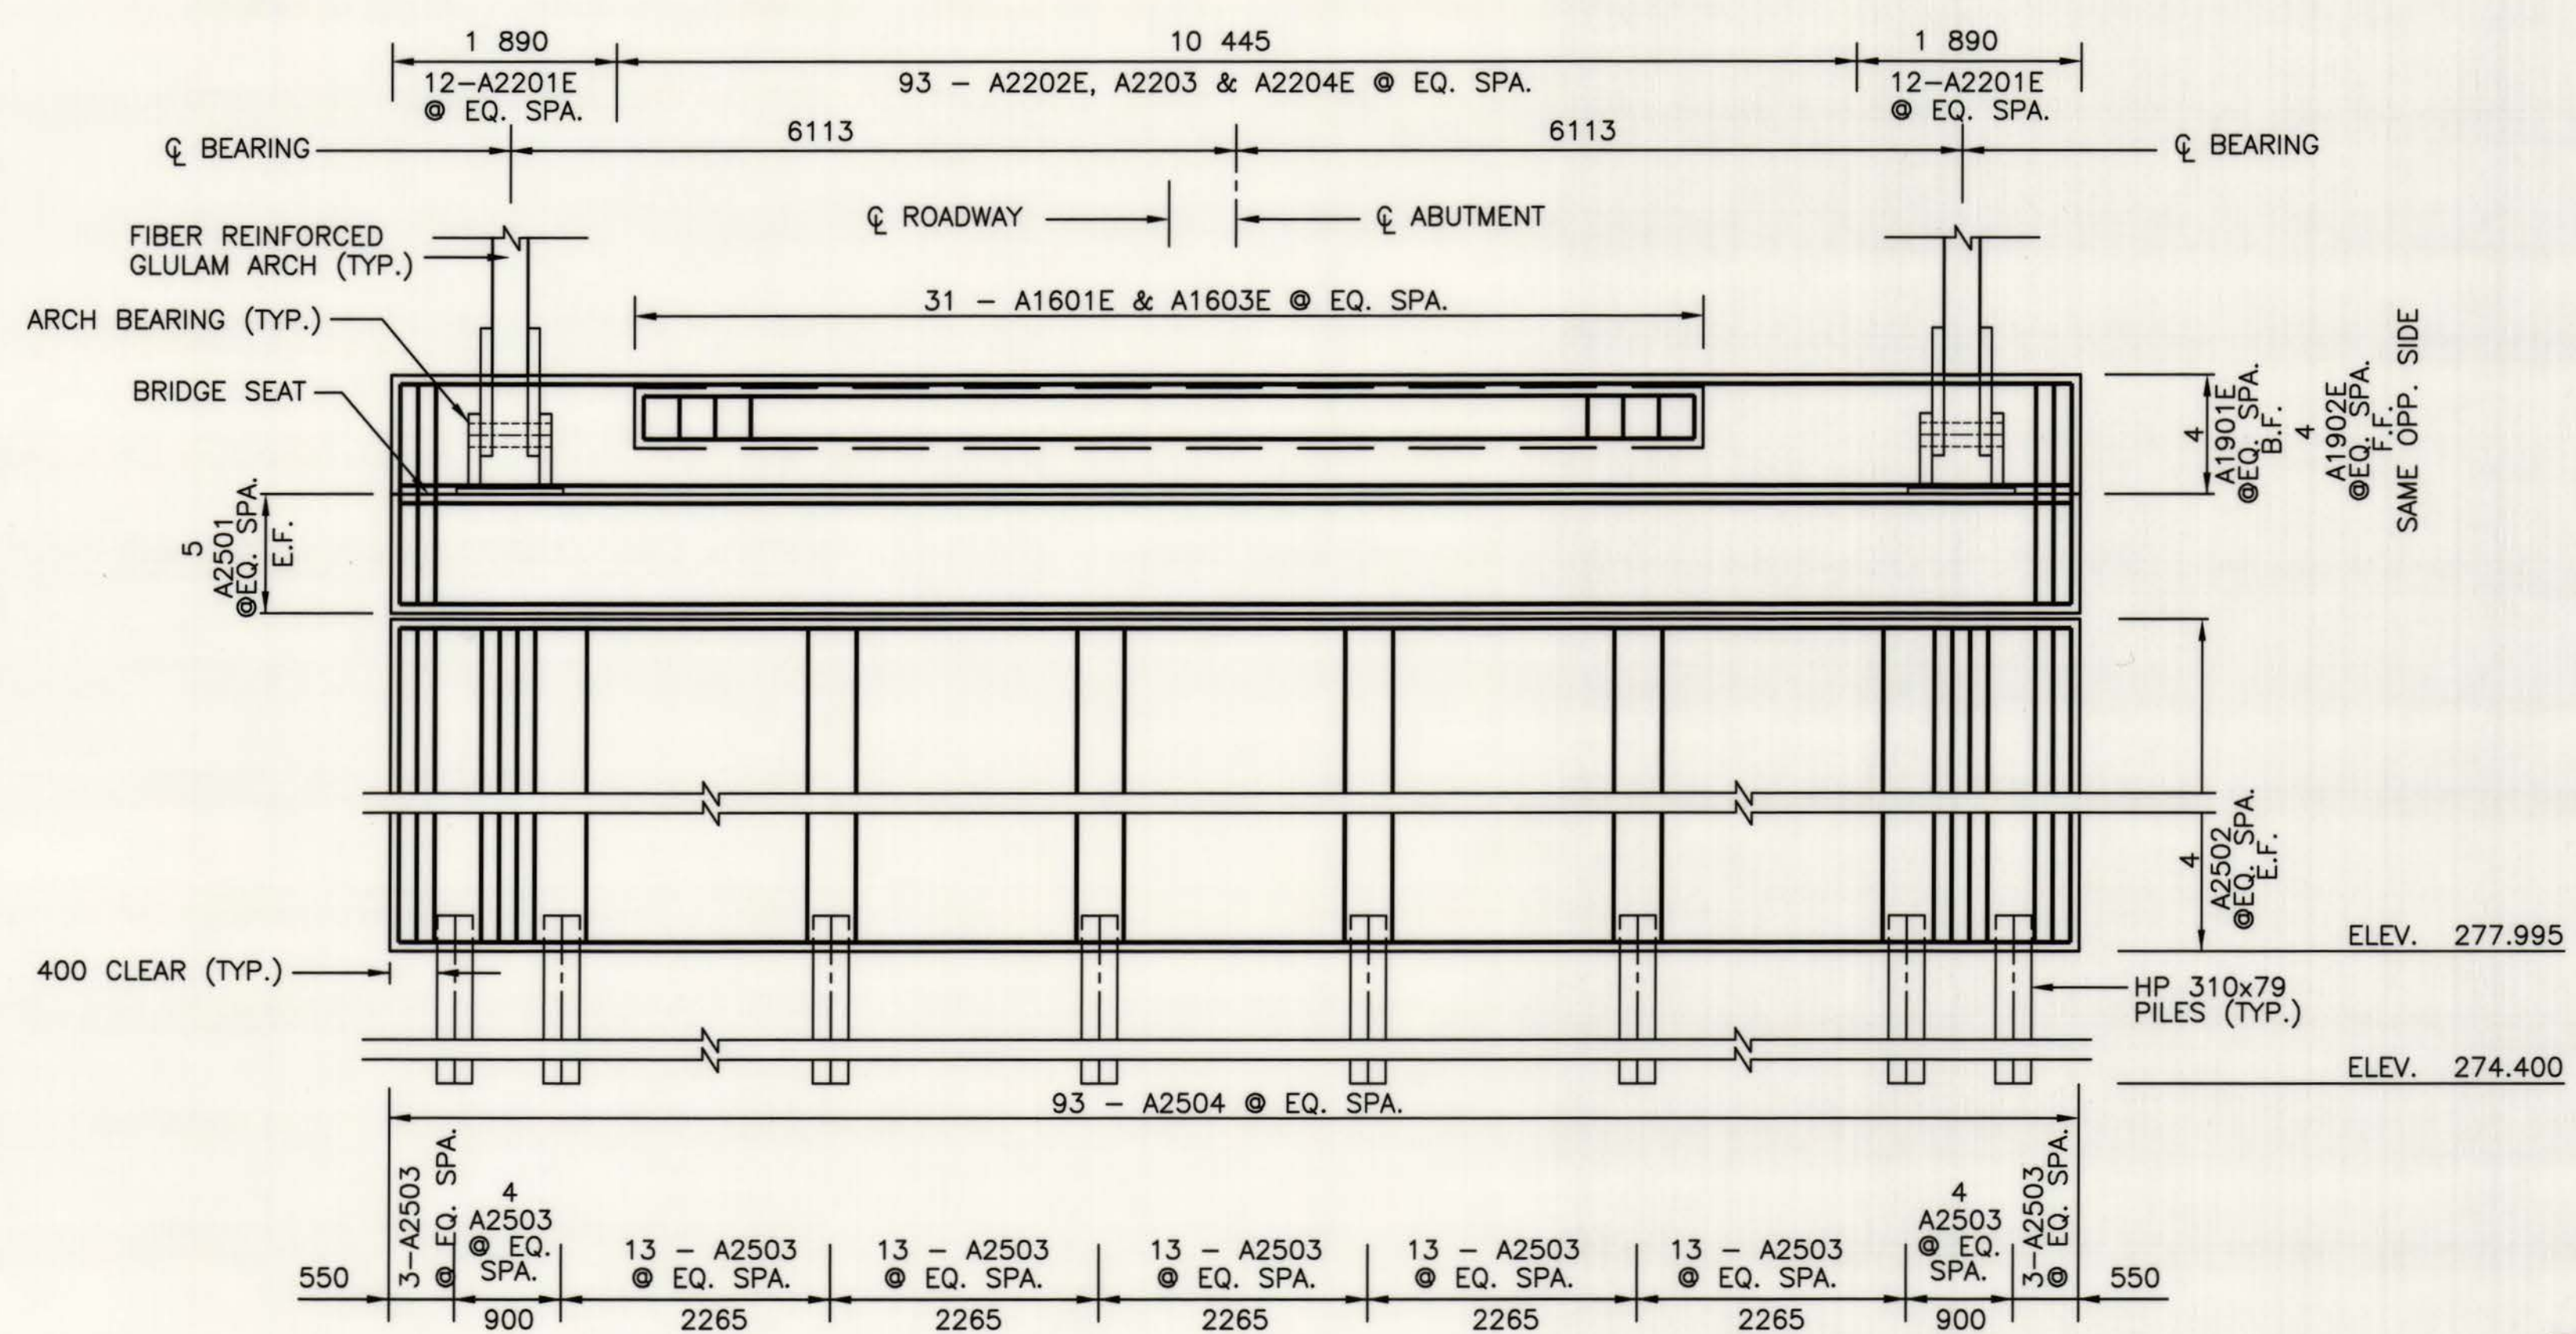 1 890
10 445
1 890
12-A2201E
@ EQ. SPA.
93 - A2202E, A2203 & A2204E @ EQ. SPA.
12-A2201E
@ EQ. SPA.
6113
6113
℄ BEARING
℄ BEARING
℄ ROADWAY
℄ ABUTMENT
FIBER REINFORCED
GLULAM ARCH (TYP.)
31 - A1601E & A1603E @ EQ. SPA.
ARCH BEARING (TYP.)
BRIDGE SEAT
4
A1901E
@EQ. SPA.
B.F.
4
A1902E
@EQ. SPA.
F.F.
SAME OPP. SIDE
5
A2501
@EQ. SPA.
E.F.
4
A2502
@EQ. SPA.
E.F.
ELEV. 277.995
400 CLEAR (TYP.)
HP 310x79
PILES (TYP.)
ELEV. 274.400
93 - A2504 @ EQ. SPA.
3-A2503
@ EQ. SPA.
4
A2503
@ EQ.
SPA.
13 - A2503
@ EQ. SPA.
13 - A2503
@ EQ. SPA.
13 - A2503
@ EQ. SPA.
13 - A2503
@ EQ. SPA.
13 - A2503
@ EQ. SPA.
4
A2503
@ EQ.
SPA.
3-A2503
@ EQ. SPA.
550
550
900
2265
2265
2265
2265
2265
900